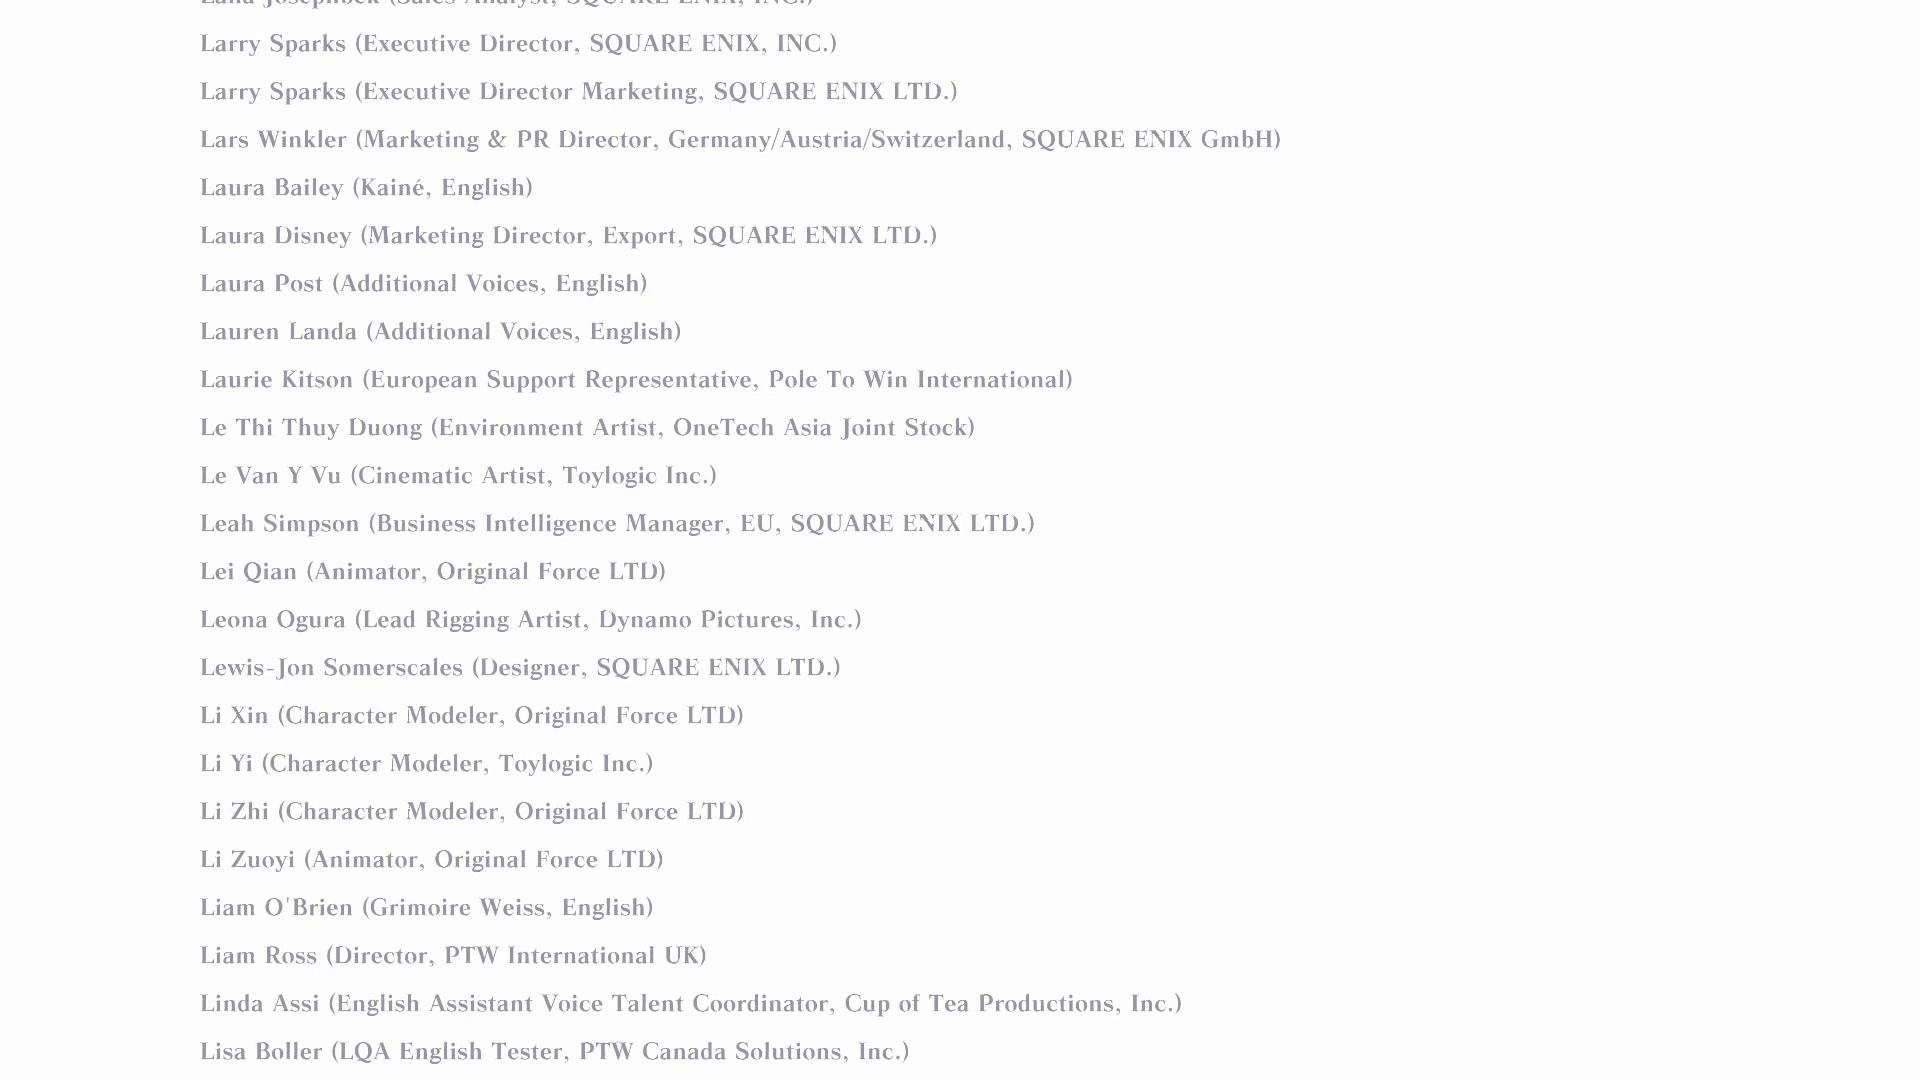 Larry Sparks (Executive Director, SQUARE ENIX, INC.)
Larry Sparks (Executive Director Marketing, SQUARE ENIX LTD.)
Lars Winkler (Marketing & PR Director, Germany/Austria/Switzerland, SQUARE ENIX GmbH)
Laura Bailey (Kainé, English)
Laura Disney (Marketing Director, Export, SQUARE ENIX LTD.)
Laura Post (Additional Voices, English)
Lauren Landa (Additional Voices, English)
Laurie Kitson (European Support Representative, Pole To Win International)
Le Thi Thuy Duong (Environment Artist, OneTech Asia Joint Stock)
Le Van Y Vu (Cinematic Artist, Toylogic Inc.)
Leah Simpson (Business Intelligence Manager, EU, SQUARE ENIX LTD.)
Lei Qian (Animator, Original Force LTD)
Leona Ogura (Lead Rigging Artist, Dynamo Pictures, Inc.)
Lewis-Jon Somerscales (Designer, SQUARE ENIX LTD.)
Li Xin (Character Modeler, Original Force LTD)
Li Yi (Character Modeler, Toylogic Inc.)
Li Zhi (Character Modeler, Original Force LTD)
Li Zuoyi (Animator, Original Force LTD)
Liam O'Brien (Grimoire Weiss, English)
Liam Ross (Director, PTW International UK)
Linda Assi (English Assistant Voice Talent Coordinator, Cup of Tea Productions, Inc.)
Lisa Boller (LQA English Tester, PTW Canada Solutions, Inc.)